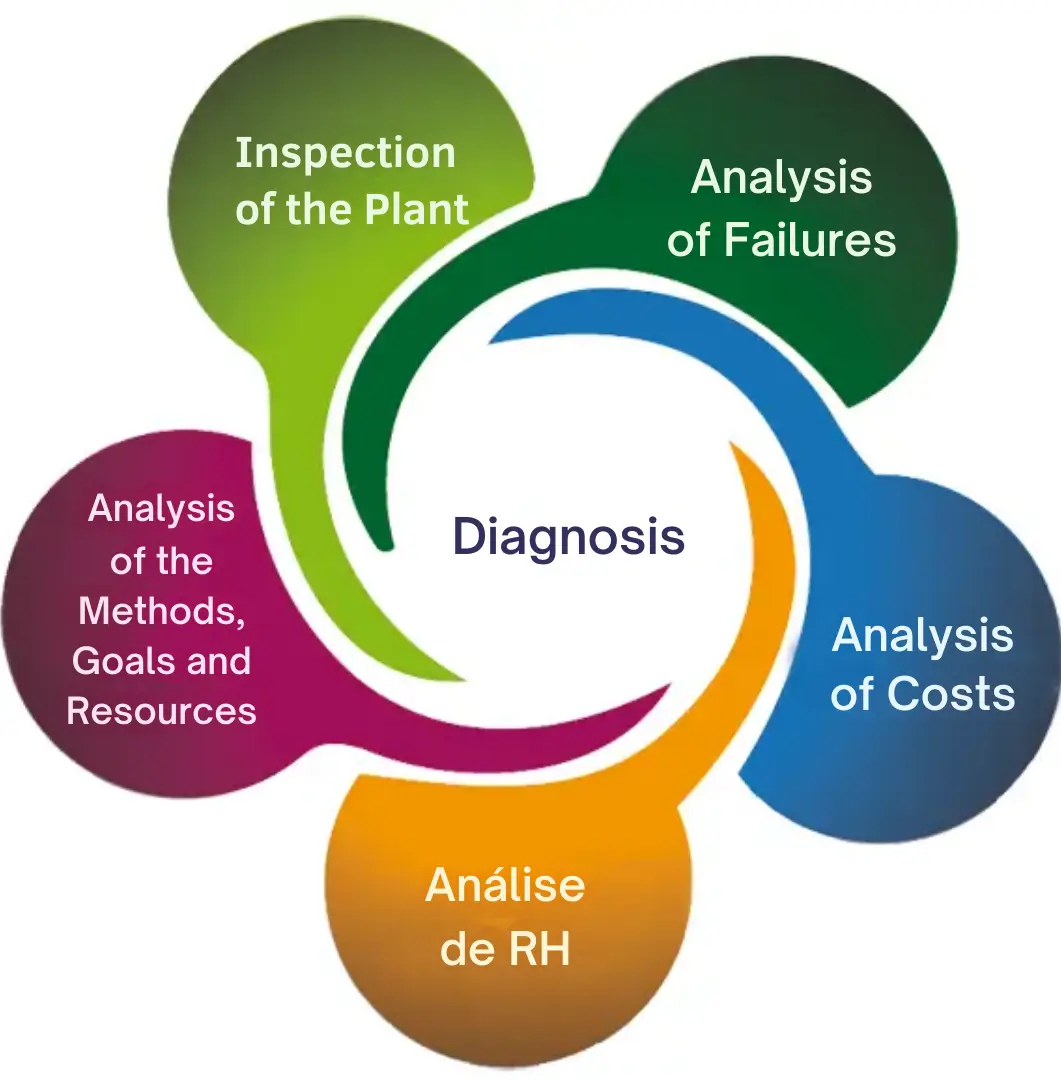 Inspection
of the Plant
Analysis
of Failures
Analysis
of the
Methods,
Goals and
Resources
Diagnosis
Analysis
of Costs
Análise
de RH